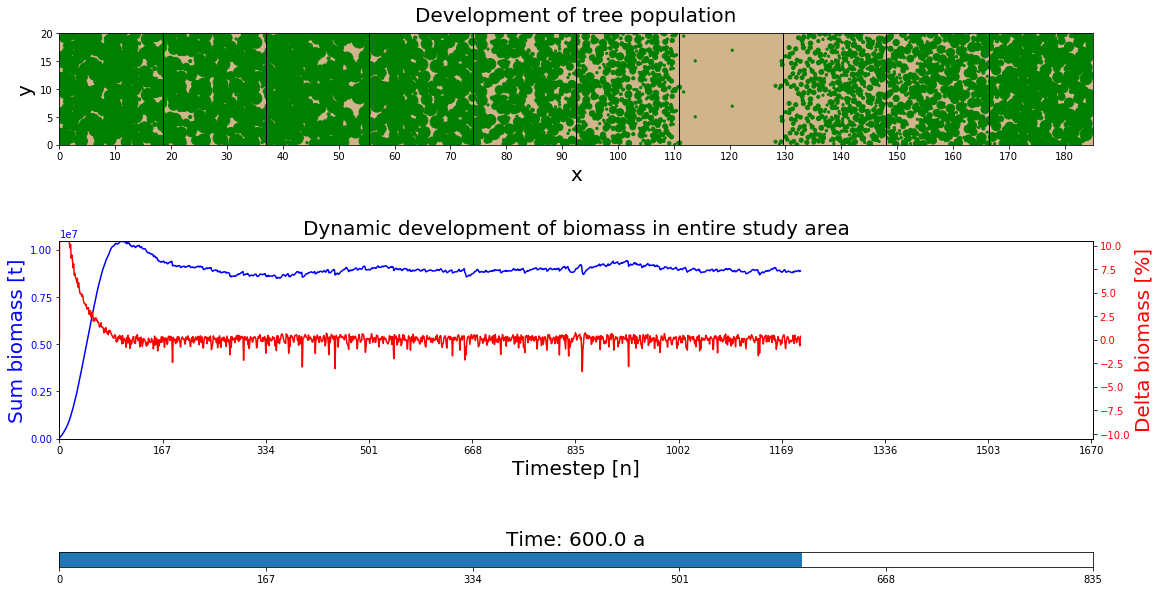 Development of tree population
20
15
10
5
0
y
0 10 20 30 40 50 60 70 80 90 100 110 120 130 140 150 160 170 180
x
Dynamic development of biomass in entire study area
1e7
1.00
0.75
0.50
0.25
0.00
Sum biomass [t]
10.0
7.5
5.0
2.5
0.0
−2.5
−5.0
−7.5
−10.0
Delta biomass [%]
0 167 334 501 668 835 1002 1169 1336 1503 1670
Timestep [n]
Time: 600.0 a
0 167 334 501 668 835